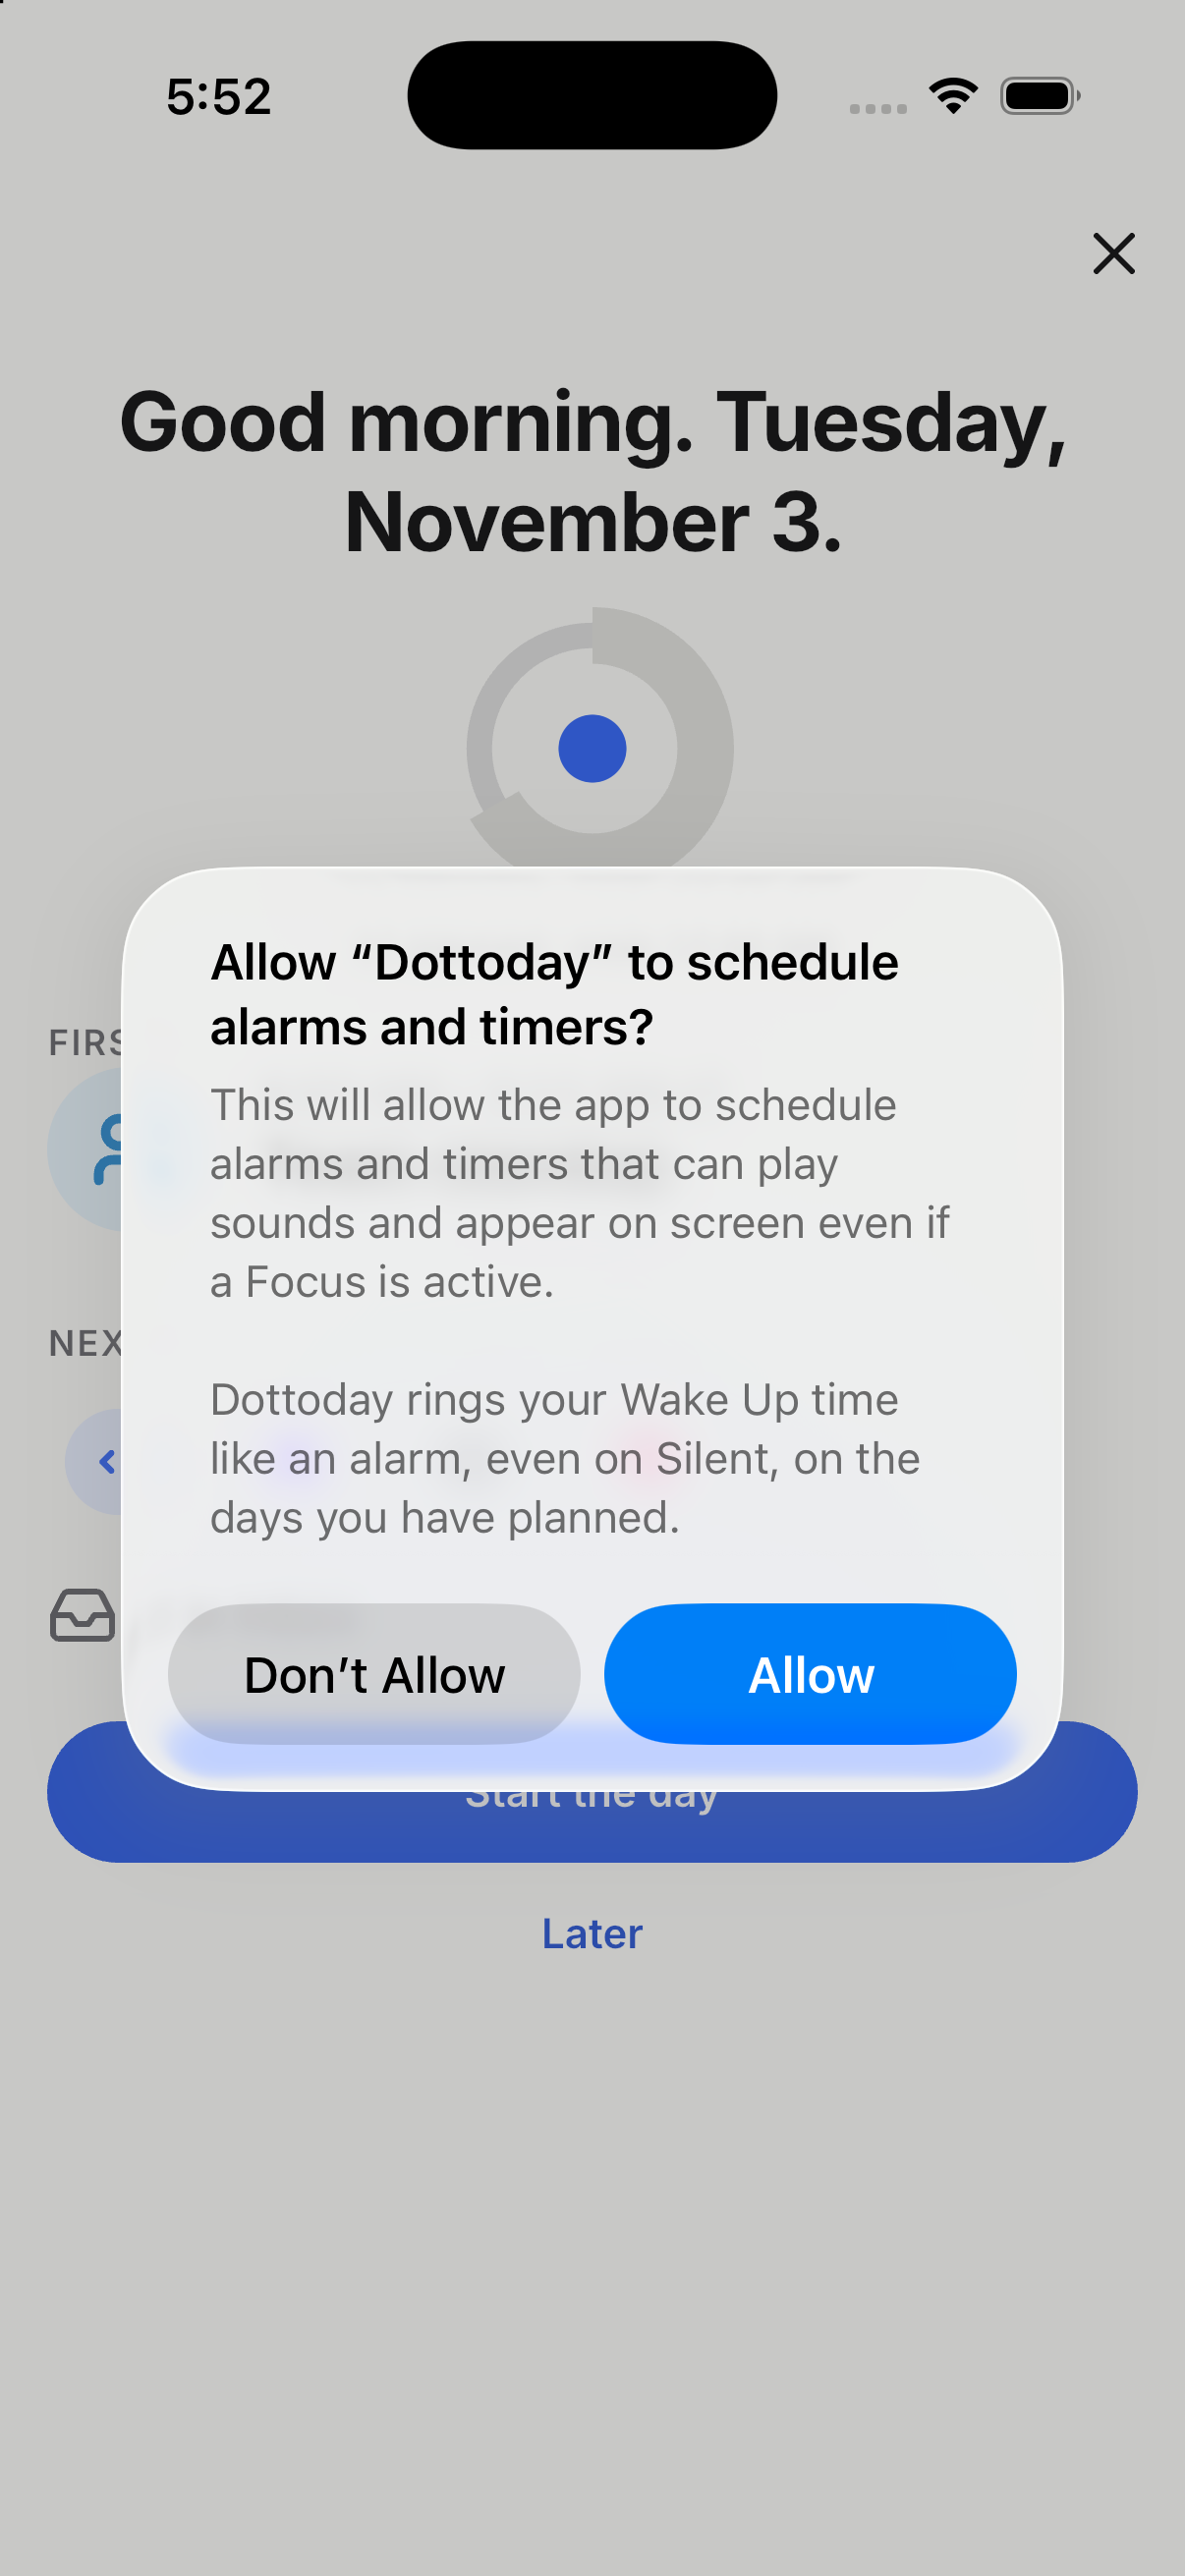 5:52
Good morning. Tuesday,
November 3.
Allow “Dottoday” to schedule
alarms and timers?
This will allow the app to schedule
alarms and timers that can play
sounds and appear on screen even if
a Focus is active.
Dottoday rings your Wake Up time
like an alarm, even on Silent, on the
days you have planned.
Don’t Allow
Allow
Start the day
Later